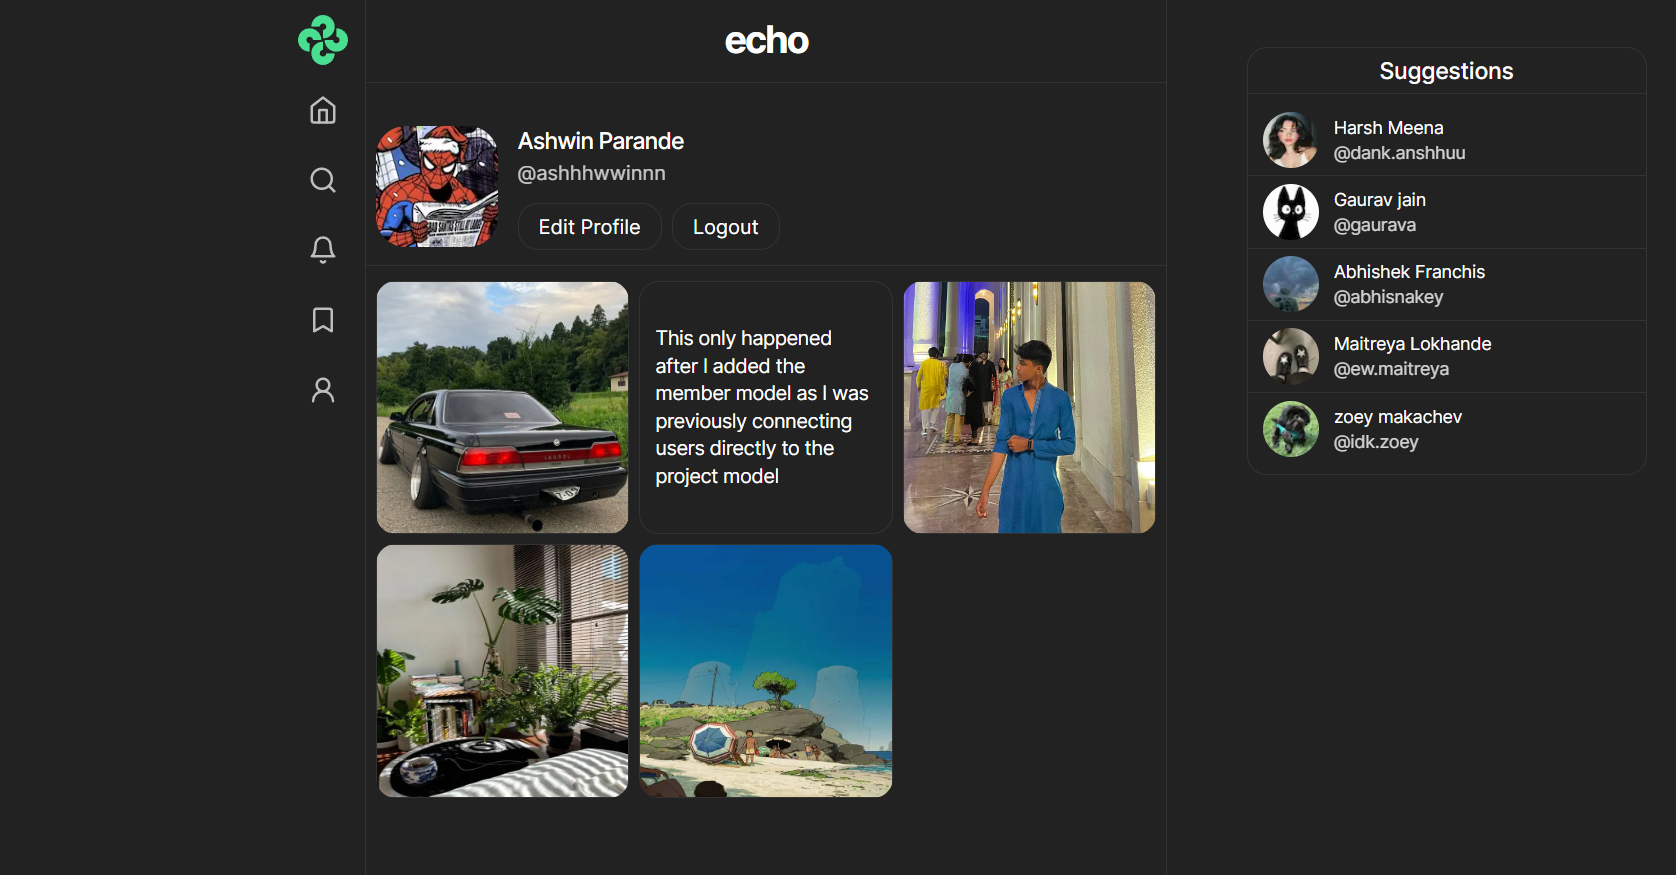 echo
Ashwin Parande
@ashhhwwinnn
Edit Profile
Logout
This only happened
after I added the
member model as I was
previously connecting
users directly to the
project model
LAUREL
Suggestions
Harsh Meena
@dank.anshhuu
Gaurav jain
@gaurava
Abhishek Franchis
@abhisnakey
Maitreya Lokhande
@ew.maitreya
zoey makachev
@idk.zoey